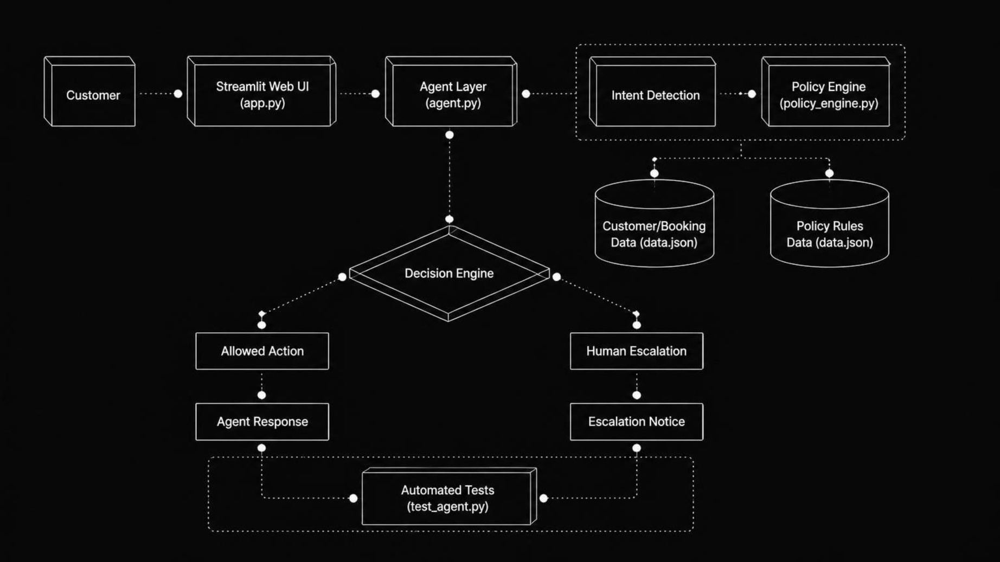 Customer
Streamlit Web UI
(app.py)
Agent Layer
(agent.py)
Intent Detection
Policy Engine
(policy_engine.py)
Customer/Booking
Data (data.json)
Policy Rules
Data (data.json)
Decision Engine
Allowed Action
Human Escalation
Agent Response
Escalation Notice
Automated Tests
(test_agent.py)